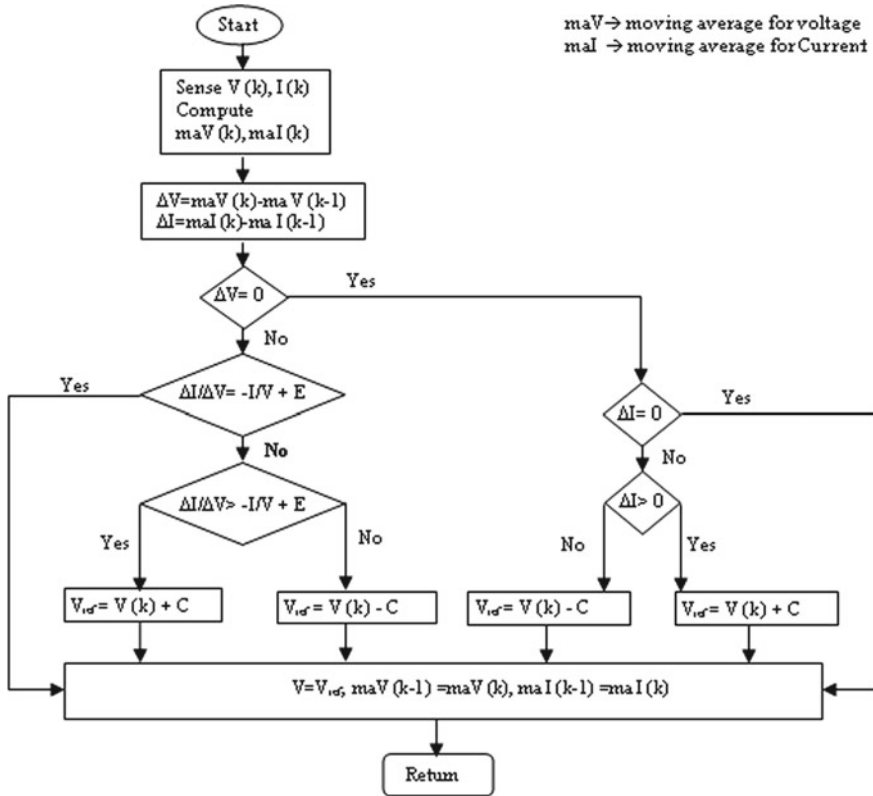 Start
maV→ moving average for voltage
maI → moving average for Current
Sense V (k), I (k)
Compute
maV (k), maI (k)
ΔV=maV (k)-maV (k-1)
ΔI=maI (k)-ma I (k-1)
ΔV= 0
Yes
No
ΔI/ΔV= -I/V + E
Yes
ΔI= 0
Yes
No
No
ΔI/ΔV> -I/V + E
ΔI> 0
Yes
No
No
Yes
Vref = V (k) + C
Vref = V (k) - C
Vref = V (k) - C
Vref = V (k) + C
V=Vref, maV (k-1) =maV (k), maI (k-1) =maI (k)
Return